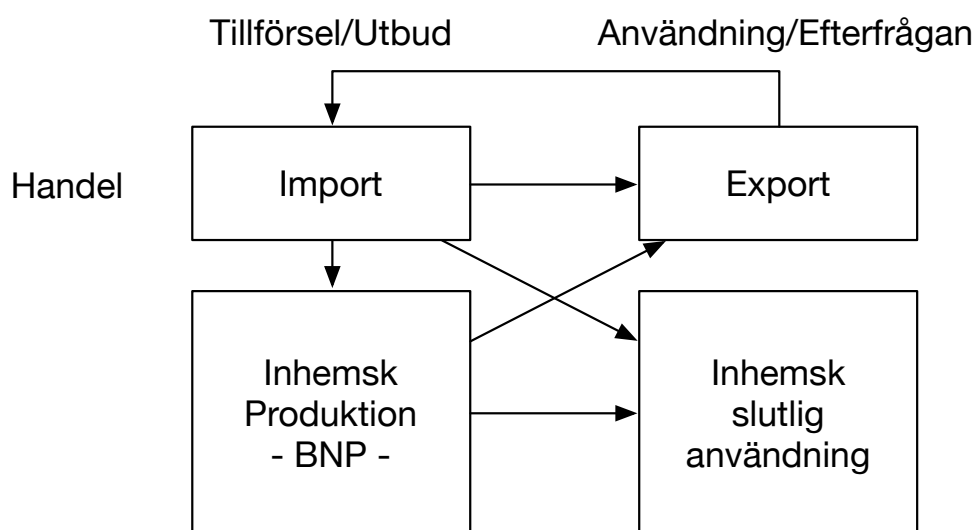 Tillförsel/Utbud
Användning/Efterfrågan
Handel
Import
Export
Inhemsk
Produktion
- BNP -
Inhemsk
slutlig
användning